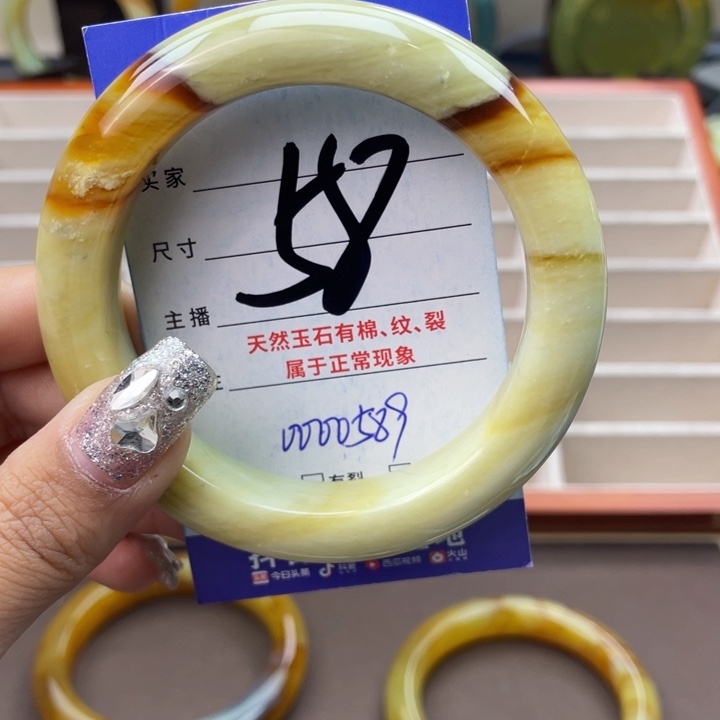 买家
58
尺寸
主播
天然玉石有棉、纹、裂
属于正常现象
0000589
有裂
今日头条 抖音 西瓜视频 火山